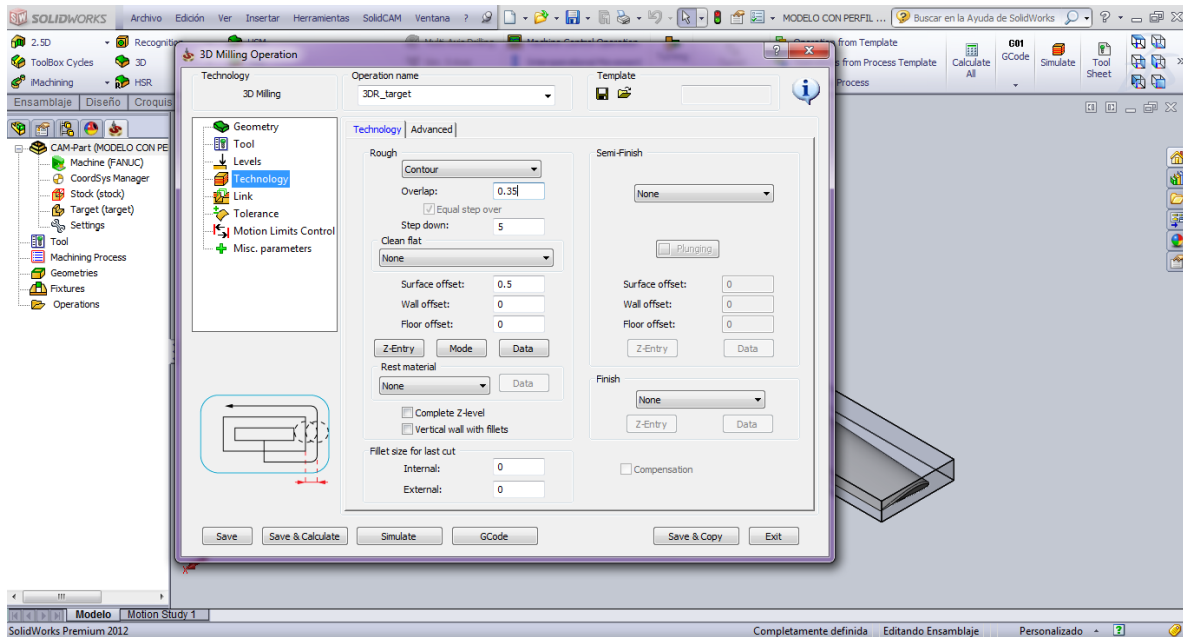 SOLIDWORKS Archivo Edición Ver Insertar Herramientas SolidCAM Ventana ? MODELO CON PERFIL ... Buscar en la Ayuda de SolidWorks
2.5D
ToolBox Cycles 3D
iMachining HSR
from Template
s from Process Template
Process
Calculate All
G01
GCode
Simulate
Tool Sheet
Ensamblaje Diseño Croquis
CAM-Part (MODELO CON PE
Machine (FANUC)
CoordSys Manager
Stock (stock)
Target (target)
Settings
Tool
Machining Process
Geometries
Fixtures
Operations
3D Milling Operation
Technology
3D Milling
Operation name
3DR_target
Template
Geometry
Tool
Levels
Technology
Link
Tolerance
Motion Limits Control
Misc. parameters
Technology Advanced
Rough
Contour
Overlap: 0.35
Equal step over
Step down: 5
Clean flat
None
Surface offset: 0.5
Wall offset: 0
Floor offset: 0
Z-Entry Mode Data
Rest material
None Data
Complete Z-level
Vertical wall with fillets
Fillet size for last cut
Internal: 0
External: 0
Semi-Finish
None
Plunging
Surface offset: 0
Wall offset: 0
Floor offset: 0
Z-Entry Data
Finish
None
Z-Entry Data
Compensation
Save Save & Calculate Simulate GCode Save & Copy Exit
Modelo Motion Study 1
SolidWorks Premium 2012 Completamente definida Editando Ensamblaje Personalizado